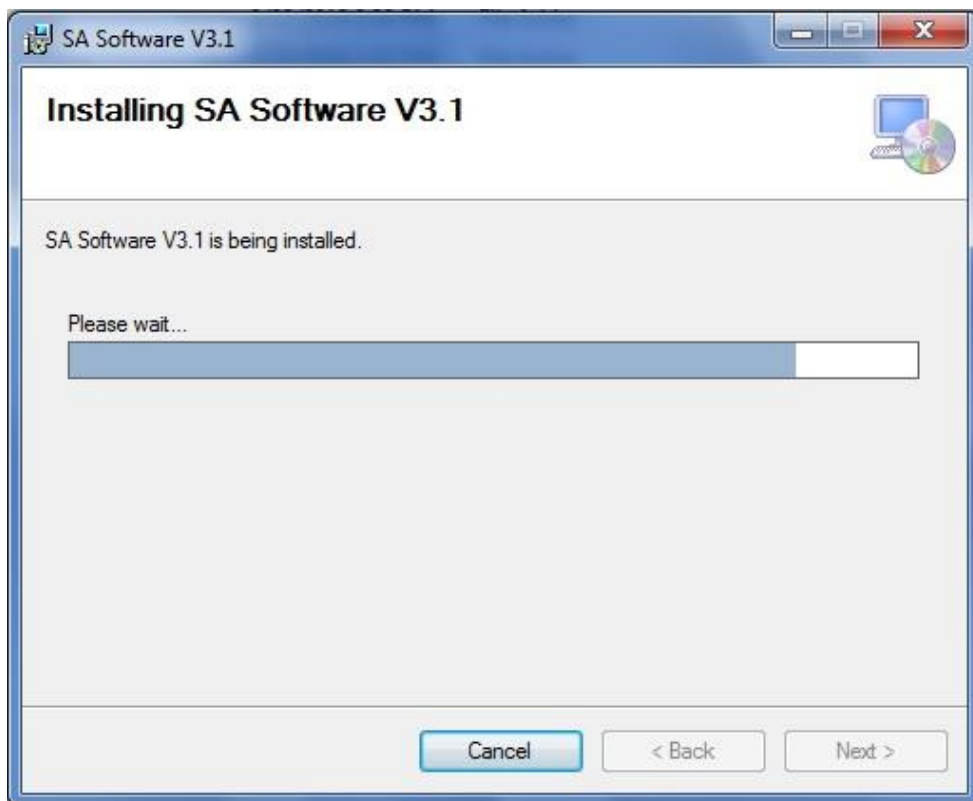 SA Software V3.1
Installing SA Software V3.1
SA Software V3.1 is being installed.
Please wait...
Cancel
< Back
Next >